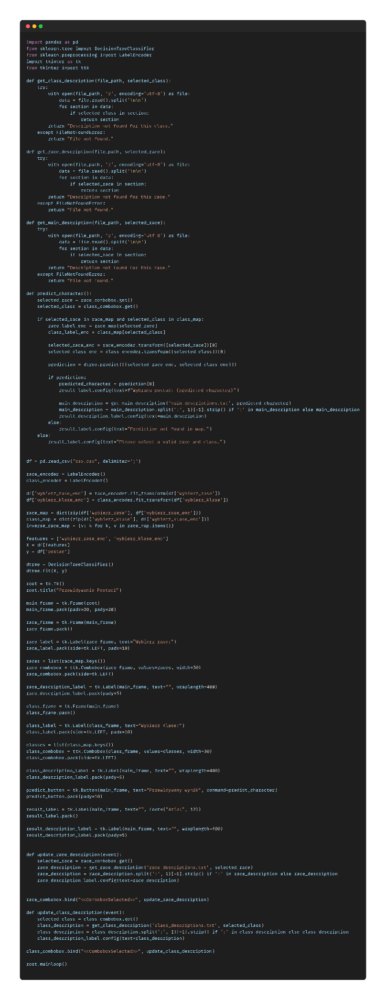 import pandas as pd
from sklearn.tree import DecisionTreeClassifier
from sklearn.preprocessing import LabelEncoder
import tkinter as tk
from tkinter import ttk

def get_class_description(file_path, selected_class):
    try:
        with open(file_path, 'r', encoding='utf-8') as file:
            data = file.read().split('\n\n')
            for section in data:
                if selected_class in section:
                    return section
        return "Description not found for this class."
    except FileNotFoundError:
        return "File not found."

def get_race_description(file_path, selected_race):
    try:
        with open(file_path, 'r', encoding='utf-8') as file:
            data = file.read().split('\n\n')
            for section in data:
                if selected_race in section:
                    return section
        return "Description not found for this race."
    except FileNotFoundError:
        return "File not found."

def get_main_description(file_path, selected_race):
    try:
        with open(file_path, 'r', encoding='utf-8') as file:
            data = file.read().split('\n\n')
            for section in data:
                if selected_race in section:
                    return section
        return "Description not found for this race."
    except FileNotFoundError:
        return "File not found."

def predict_character():
    selected_race = race_combobox.get()
    selected_class = class_combobox.get()

    if selected_race in race_map and selected_class in class_map:
        race_label_enc = race_map[selected_race]
        class_label_enc = class_map[selected_class]

        selected_race_enc = race_encoder.transform([selected_race])[0]
        selected_class_enc = class_encoder.transform([selected_class])[0]

        prediction = dtree.predict([[selected_race_enc, selected_class_enc]])

        if prediction:
            predicted_character = prediction[0]
            result_label.config(text=f"Wybrana postać: {predicted_character}")

            main_description = get_main_description('main_descriptions.txt', predicted_character)
            main_description = main_description.split(':', 1)[-1].strip() if ':' in main_description else main_description
            result_description_label.config(text=main_description)
        else:
            result_label.config(text="Prediction not found in map.")
    else:
        result_label.config(text="Please select a valid race and class.")


df = pd.read_csv("csv.csv", delimiter=';')

race_encoder = LabelEncoder()
class_encoder = LabelEncoder()

df['wybierz_rase_enc'] = race_encoder.fit_transform(df['wybierz_rase'])
df['wybierz_klase_enc'] = class_encoder.fit_transform(df['wybierz_klase'])

race_map = dict(zip(df['wybierz_rase'], df['wybierz_rase_enc']))
class_map = dict(zip(df['wybierz_klase'], df['wybierz_klase_enc']))
inverse_race_map = {v: k for k, v in race_map.items()}

features = ['wybierz_rase_enc', 'wybierz_klase_enc']
X = df[features]
y = df['postac']

dtree = DecisionTreeClassifier()
dtree.fit(X, y)

root = tk.Tk()
root.title("Przewidywanie Postaci")

main_frame = tk.Frame(root)
main_frame.pack(padx=20, pady=20)

race_frame = tk.Frame(main_frame)
race_frame.pack()

race_label = tk.Label(race_frame, text="Wybierz rase:")
race_label.pack(side=tk.LEFT, padx=10)

races = list(race_map.keys())
race_combobox = ttk.Combobox(race_frame, values=races, width=30)
race_combobox.pack(side=tk.LEFT)

race_description_label = tk.Label(main_frame, text="", wraplength=400)
race_description_label.pack(pady=5)

class_frame = tk.Frame(main_frame)
class_frame.pack()

class_label = tk.Label(class_frame, text="Wybierz Klase:")
class_label.pack(side=tk.LEFT, padx=10)

classes = list(class_map.keys())
class_combobox = ttk.Combobox(class_frame, values=classes, width=30)
class_combobox.pack(side=tk.LEFT)

class_description_label = tk.Label(main_frame, text="", wraplength=400)
class_description_label.pack(pady=5)

predict_button = tk.Button(main_frame, text="Przewidywany wynik", command=predict_character)
predict_button.pack(pady=10)

result_label = tk.Label(main_frame, text="", font=("Arial", 12))
result_label.pack()

result_description_label = tk.Label(main_frame, text="", wraplength=400)
result_description_label.pack(pady=5)


def update_race_description(event):
    selected_race = race_combobox.get()
    race_description = get_race_description('race_descriptions.txt', selected_race)
    race_description = race_description.split(':', 1)[-1].strip() if ':' in race_description else race_description
    race_description_label.config(text=race_description)


race_combobox.bind("<<ComboboxSelected>>", update_race_description)

def update_class_description(event):
    selected_class = class_combobox.get()
    class_description = get_class_description('class_descriptions.txt', selected_class)
    class_description = class_description.split(':', 1)[-1].strip() if ':' in class_description else class_description
    class_description_label.config(text=class_description)

class_combobox.bind("<<ComboboxSelected>>", update_class_description)

root.mainloop()